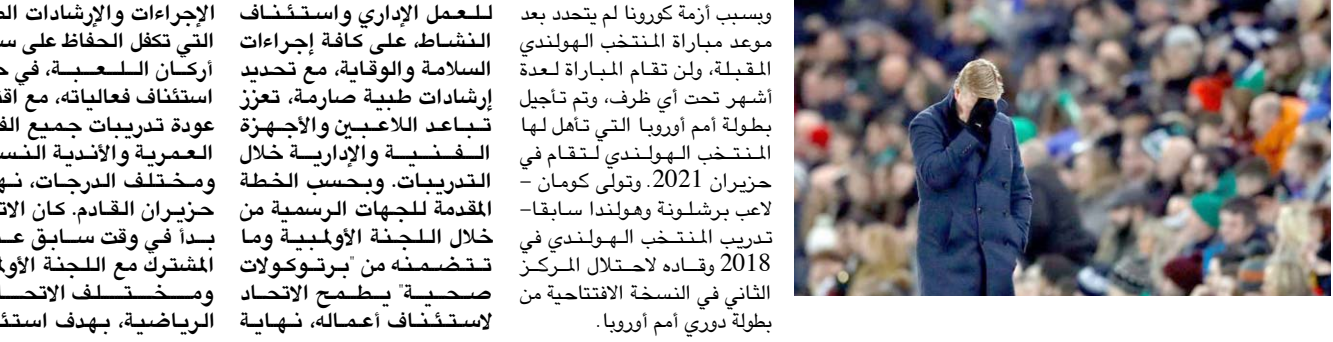 وبسبب أزمة كورونا لم يتحدد بعد
موعد مباراة المنتخب الهولندي
المقبلة، ولن تقام المباراة لعدة
أشهر تحت أي ظرف، وتم تأجيل
بطولة أمم أوروبا التي تأهل لها
المنتخب الهولندي لتقام في
حزيران 2021. وتولى كومان –
لاعب برشلونة وهولندا سابقا–
تدريب المنتخب الهولندي في
2018 وقاده لاحتلال المركز
الثاني في النسخة الافتتاحية من
بطولة دوري أمم أوروبا.
للعمل الإداري واستئناف
النشاط، على كافة إجراءات
السلامة والوقاية، مع تحديد
إرشادات طبية صارمة، تعزز
تباعد اللاعبين والأجهزة
الفنية والإدارية خلال
التدريبات. وبحسب الخطة
المقدمة للجهات الرسمية من
خلال اللجنة الأولمبية وما
تتضمنه من "برتوكولات
صحية" يطمح الاتحاد
لاستئناف أعماله، نهاية
الإجراءات والإرشادات
التي تكفل الحفاظ على
أركان اللعبة، في
استئناف فعالياته، مع
عودة تدريبات جميع
العمرية والأندية
ومختلف الدرجات،
حزيران القادم. كان
بدأ في وقت سابق
المشترك مع اللجنة
ومختلف
الرياضية، بهدف